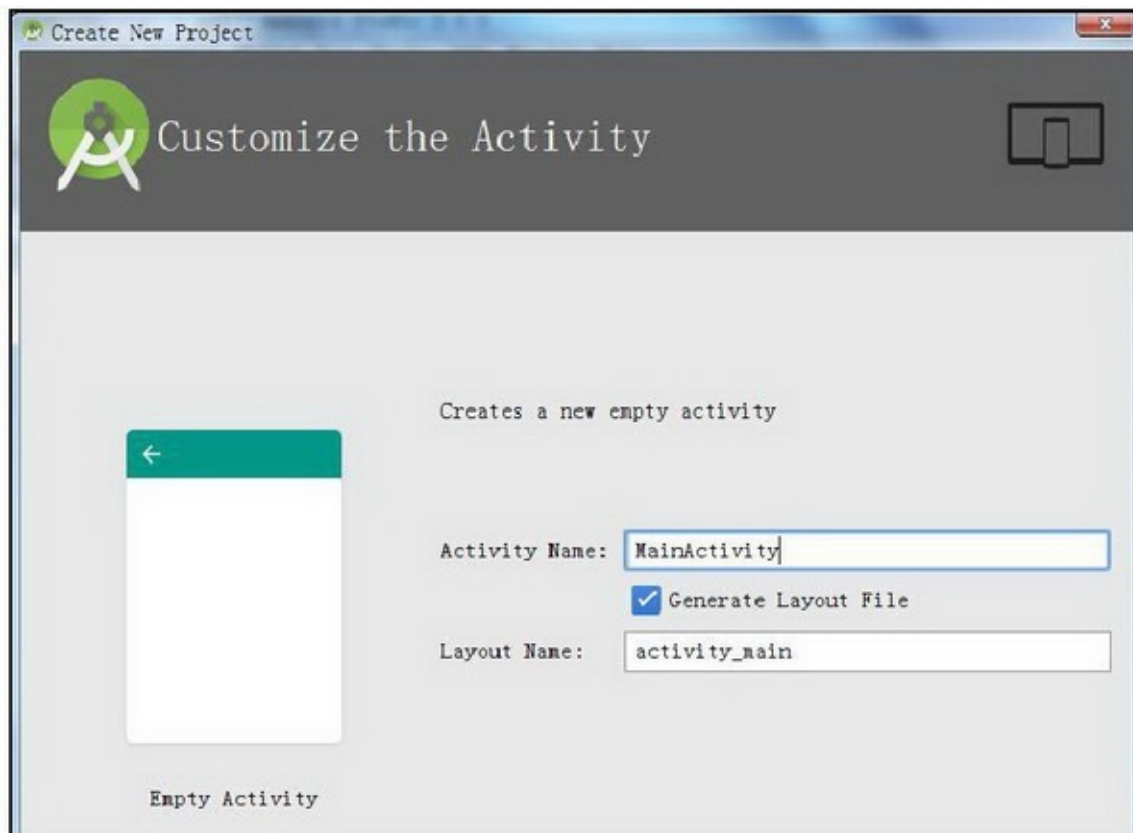 Create New Project
Customize the Activity
Creates a new empty activity
Activity Name: MainActivity
Generate Layout File
Layout Name: activity_main
Empty Activity